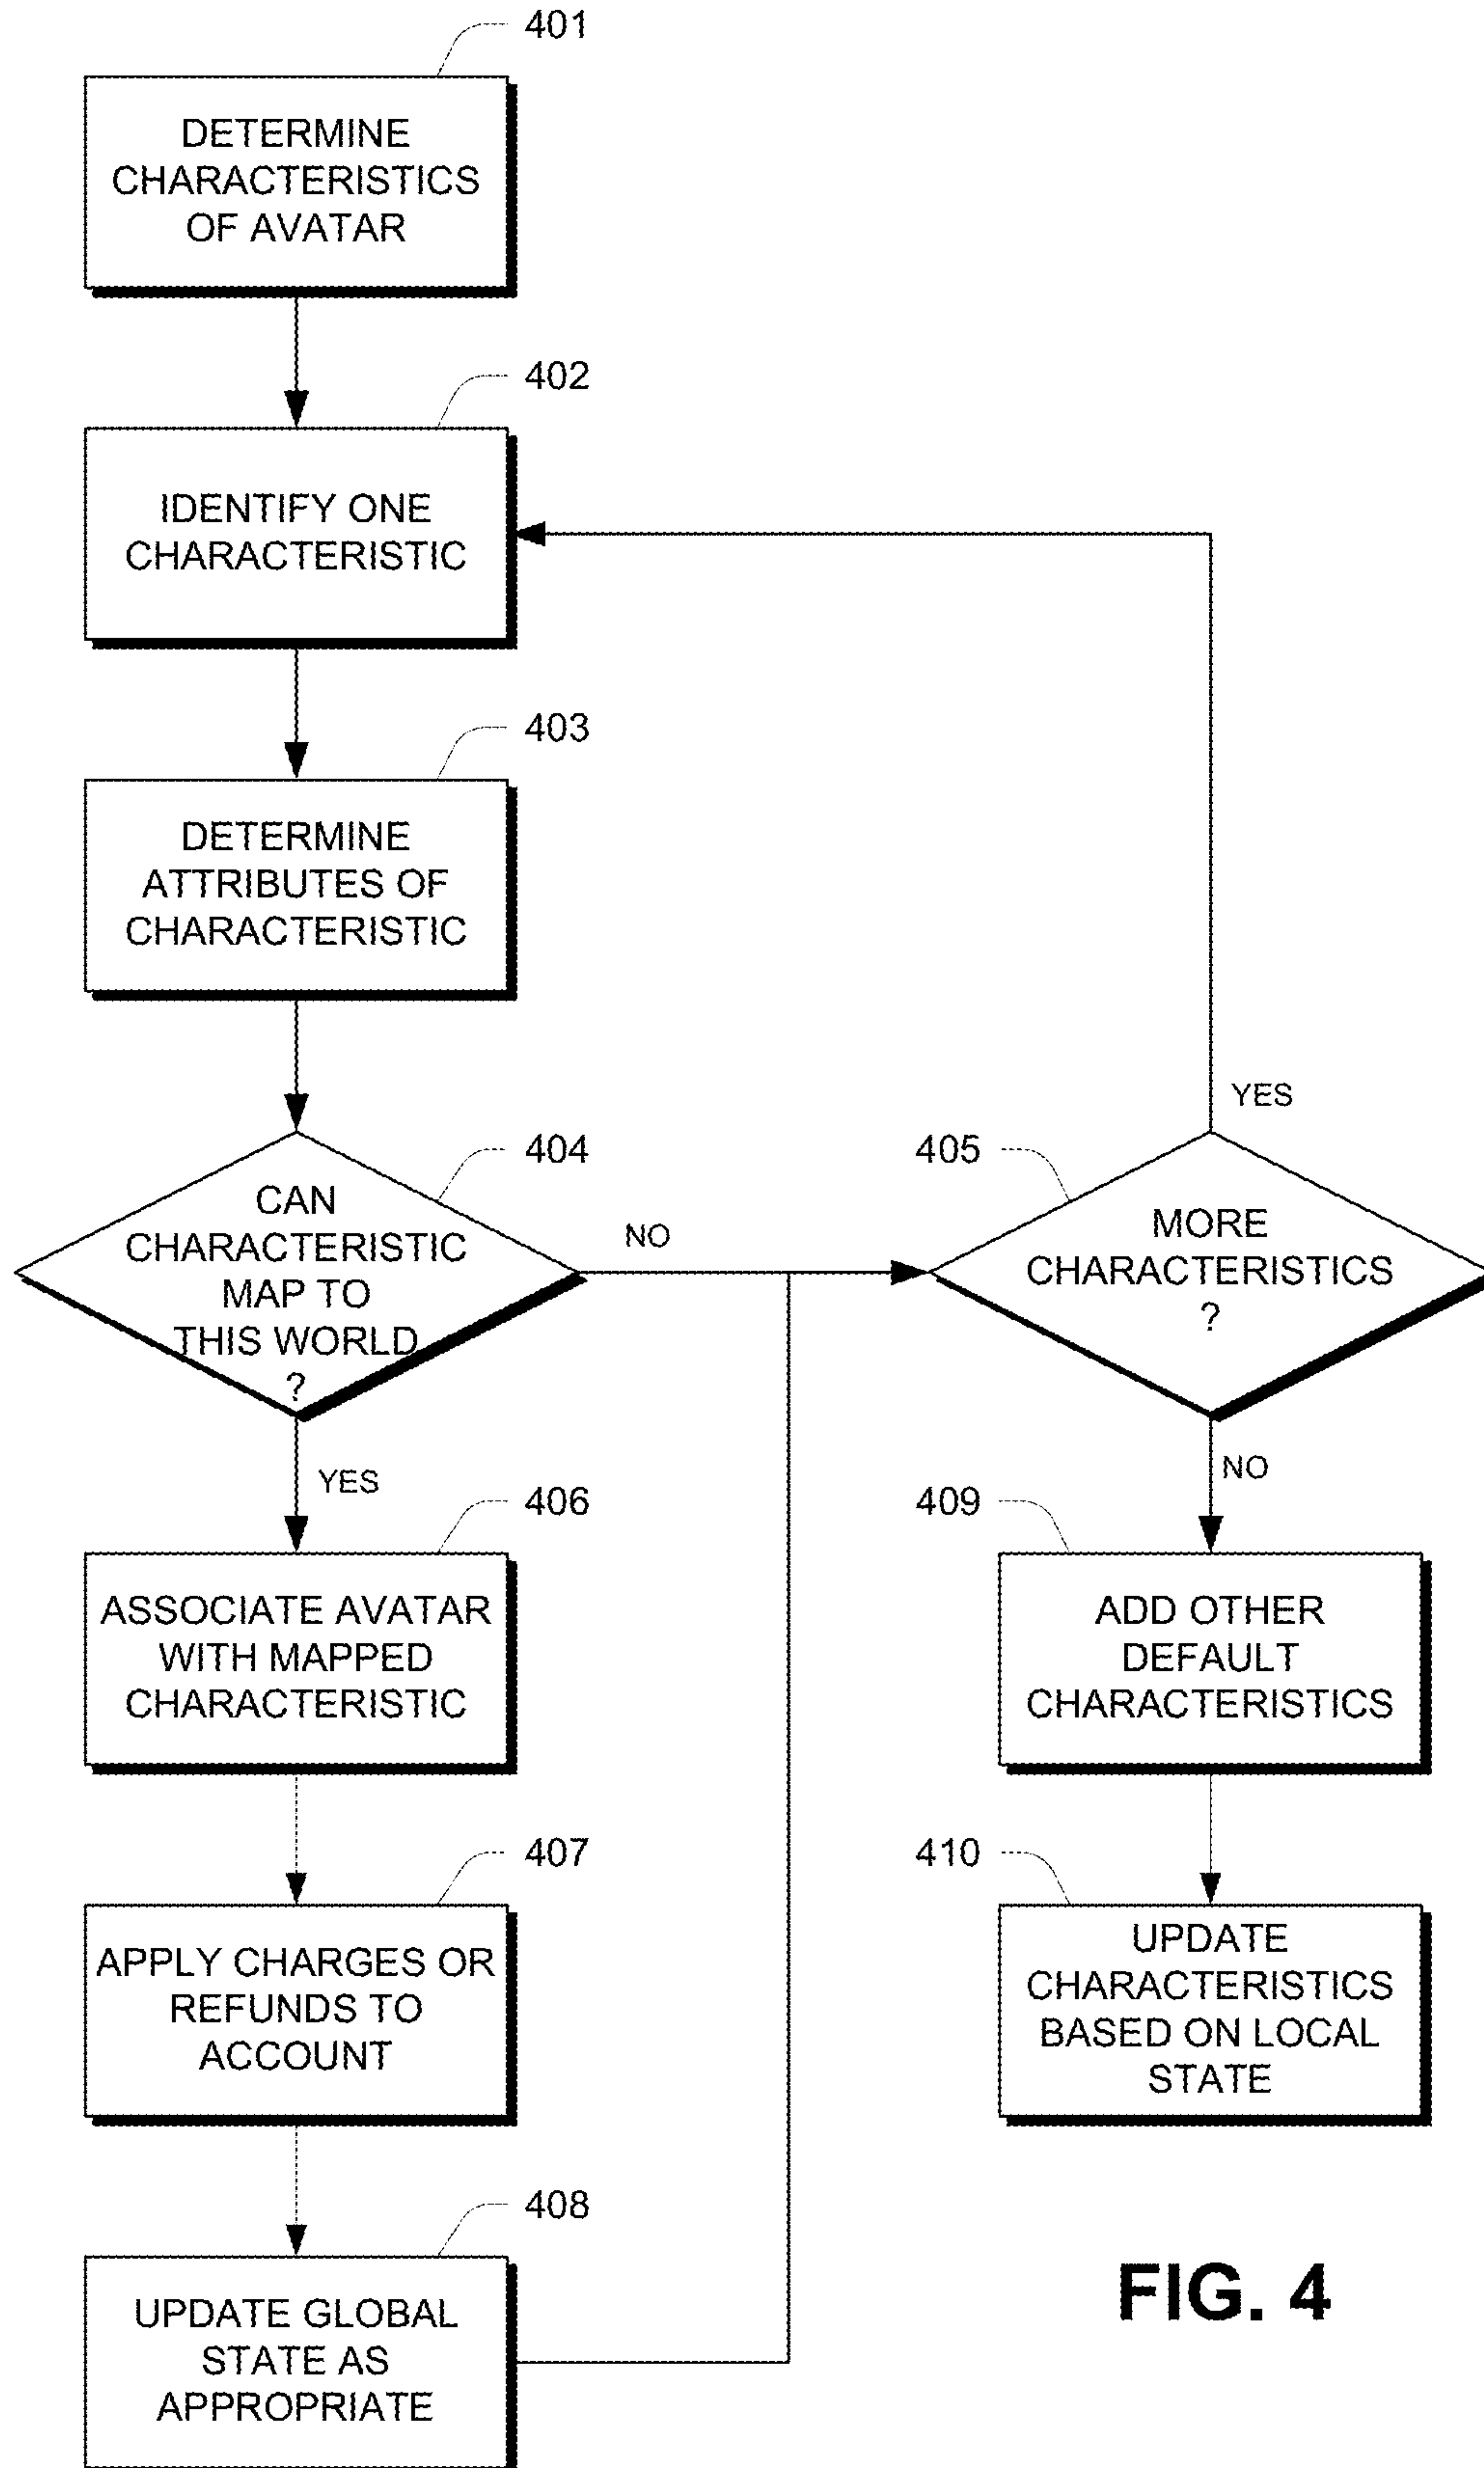 401
DETERMINE
CHARACTERISTICS
OF AVATAR
402
IDENTIFY ONE
CHARACTERISTIC
403
DETERMINE
ATTRIBUTES OF
CHARACTERISTIC
404
CAN
CHARACTERISTIC
MAP TO
THIS WORLD
?
NO
YES
405
MORE
CHARACTERISTICS
?
YES
NO
406
ASSOCIATE AVATAR
WITH MAPPED
CHARACTERISTIC
407
APPLY CHARGES OR
REFUNDS TO
ACCOUNT
408
UPDATE GLOBAL
STATE AS
APPROPRIATE
409
ADD OTHER
DEFAULT
CHARACTERISTICS
410
UPDATE
CHARACTERISTICS
BASED ON LOCAL
STATE
FIG. 4